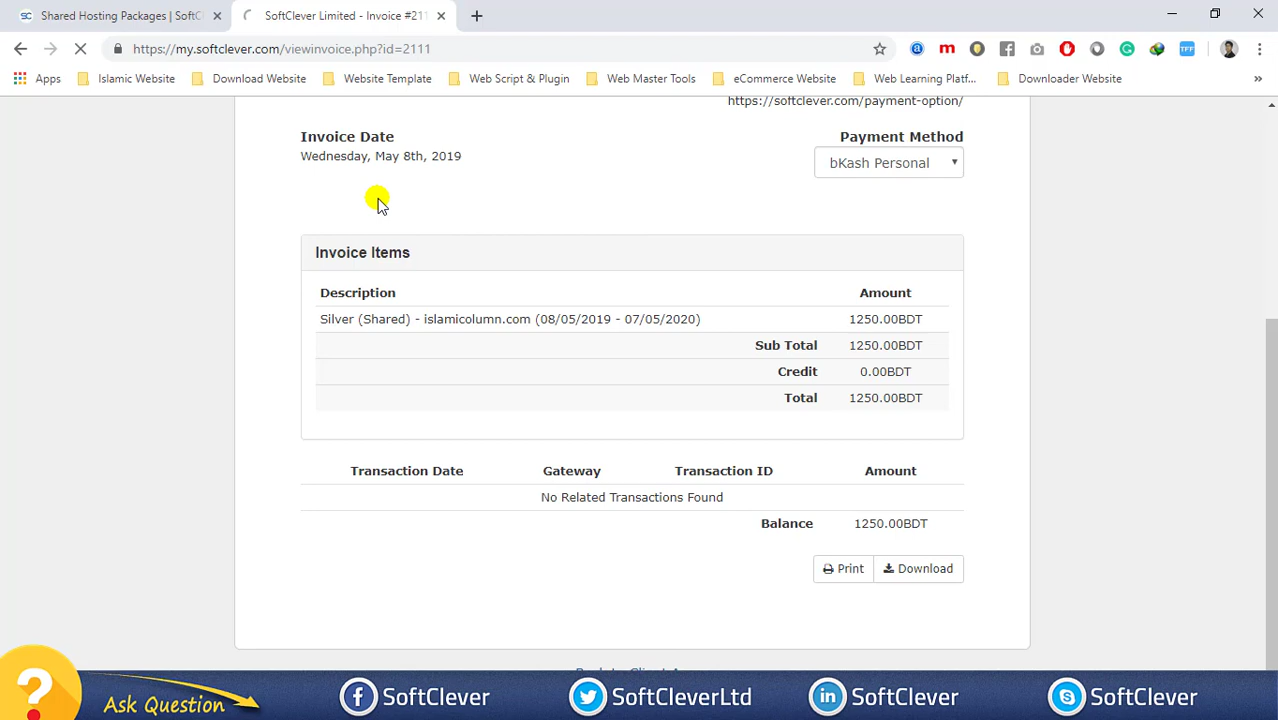 Shared Hosting Packages | SoftC
SoftClever Limited - Invoice #211
https://my.softclever.com/viewinvoice.php?id=2111
Apps
Islamic Website
Download Website
Website Template
Web Script & Plugin
Web Master Tools
eCommerce Website
Web Learning Platf...
Downloader Website
https://softclever.com/payment-option/
Invoice Date
Payment Method
Wednesday, May 8th, 2019
bKash Personal
Invoice Items
Description Amount
Silver (Shared) - islamicolumn.com (08/05/2019 - 07/05/2020) 1250.00BDT
Sub Total 1250.00BDT
Credit 0.00BDT
Total 1250.00BDT
Transaction Date Gateway Transaction ID Amount
No Related Transactions Found
Balance 1250.00BDT
Print Download
Ask Question
SoftClever
SoftCleverLtd
SoftClever
SoftClever